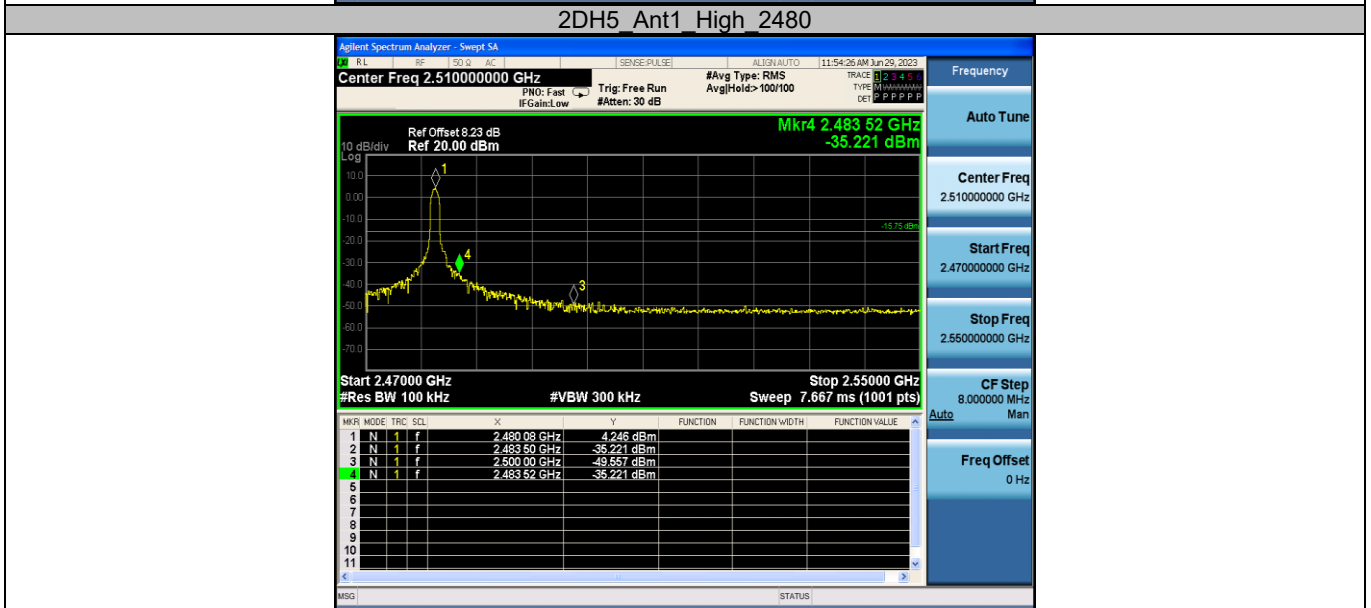 2DH5_Ant1_High_2480
Agilent Spectrum Analyzer - Swept SA
LXI RL RF 50 Ω AC SENSE:PULSE ALIGN AUTO 11:54:26 AM Jun 29, 2023
Center Freq 2.510000000 GHz
PNO: Fast
IFGain:Low
Trig: Free Run
#Atten: 30 dB
#Avg Type: RMS
Avg|Hold:>100/100
TRACE 1 2 3 4 5 6
TYPE M WWWWW
DET P P P P P P
Mkr4 2.483 52 GHz
-35.221 dBm
Ref Offset 8.23 dB
10 dB/div Ref 20.00 dBm
Log
10.0
0.00
-10.0
-20.0
-30.0
-40.0
-50.0
-60.0
-70.0
1
4
3
-15.75 dBm
Start 2.47000 GHz Stop 2.55000 GHz
#Res BW 100 kHz #VBW 300 kHz Sweep 7.667 ms (1001 pts)
MKR MODE TRC SCL X Y FUNCTION FUNCTION WIDTH FUNCTION VALUE
1 N 1 f 2.480 08 GHz 4.246 dBm
2 N 1 f 2.483 50 GHz -35.221 dBm
3 N 1 f 2.500 00 GHz -49.557 dBm
4 N 1 f 2.483 52 GHz -35.221 dBm
5
6
7
8
9
10
11
MSG STATUS
Frequency
Auto Tune
Center Freq
2.510000000 GHz
Start Freq
2.470000000 GHz
Stop Freq
2.550000000 GHz
CF Step
8.000000 MHz
Auto Man
Freq Offset
0 Hz